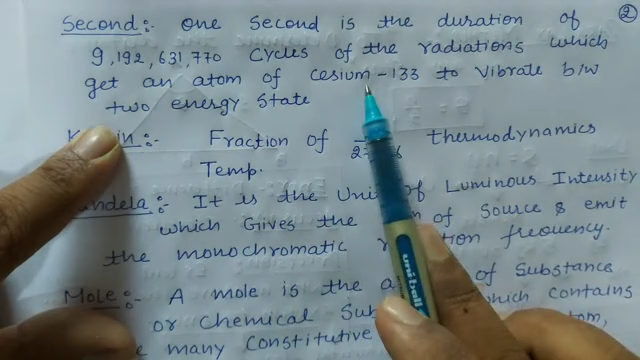 2
Second:- One Second is the duration of
9,192,631,770 Cycles of the radiations which
get an atom of cesium-133 to vibrate b/w
two energy state
Fraction of thermodynamics
Temp.
It is the Unit of Luminous Intensity
which Gives the of Source & emit
the monochromatic frequency.
Mole:- A mole is the of Substance
or Chemical which contains
many Constitutive